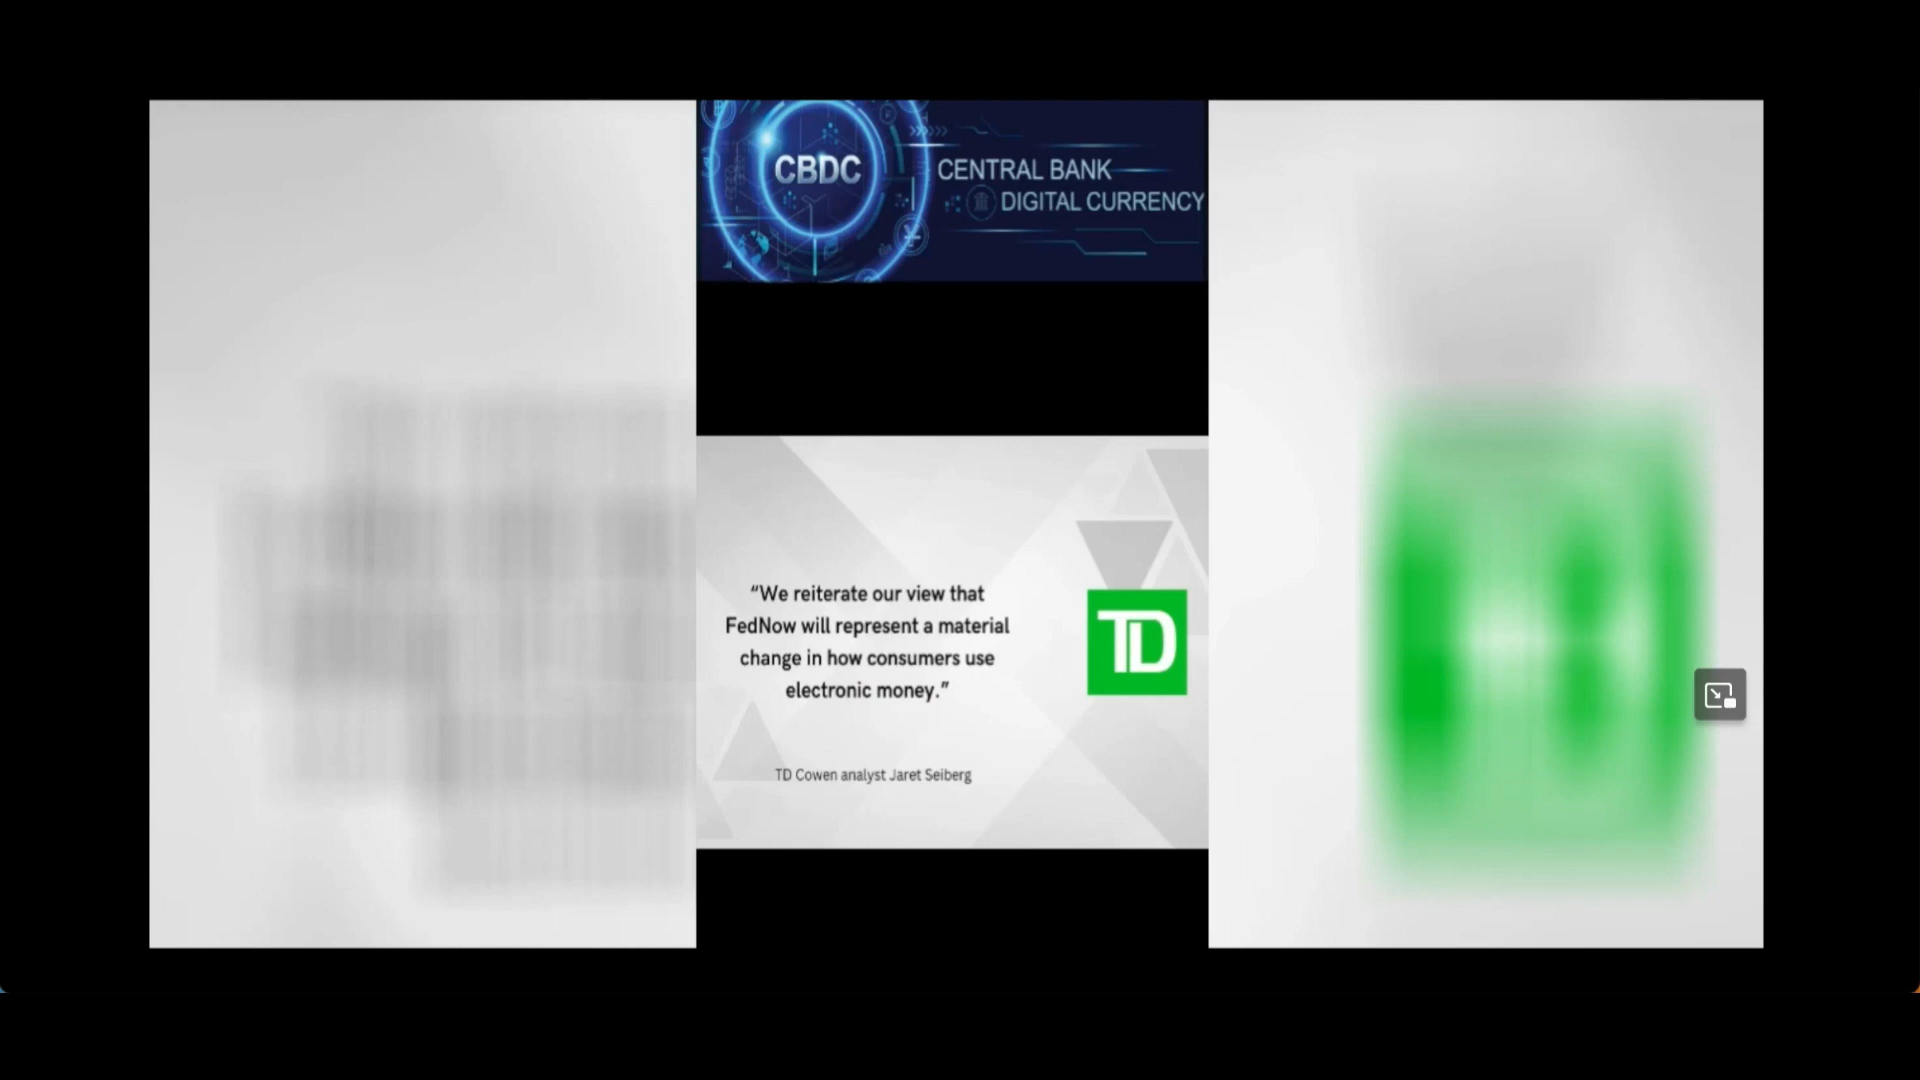 CBDC
CENTRAL BANK
DIGITAL CURRENCY
“We reiterate our view that
FedNow will represent a material
change in how consumers use
electronic money.”
TD
TD Cowen analyst Jaret Seiberg